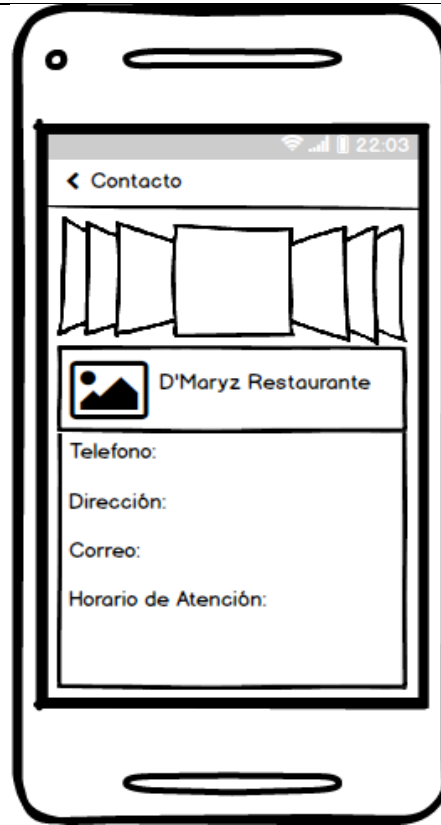 22:03
Contacto
D'Maryz Restaurante
Telefono:
Dirección:
Correo:
Horario de Atención: